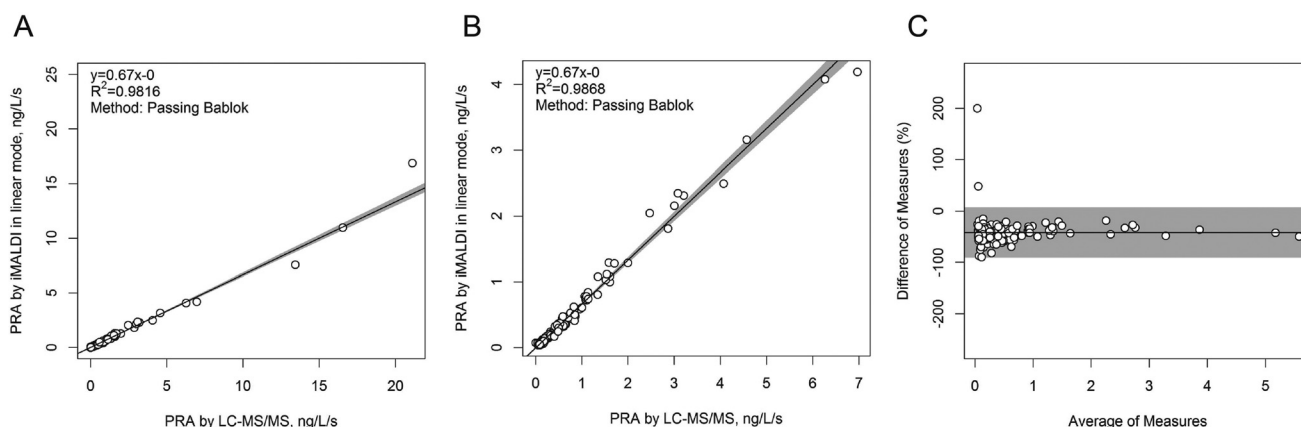 A
y=0.67x-0
R²=0.9816
Method: Passing Bablok
PRA by iMALDI in linear mode, ng/L/s
25
20
15
10
5
0
0 5 10 15 20
PRA by LC-MS/MS, ng/L/s
B
y=0.67x-0
R²=0.9868
Method: Passing Bablok
PRA by iMALDI in linear mode, ng/L/s
4
3
2
1
0
0 1 2 3 4 5 6 7
PRA by LC-MS/MS, ng/L/s
C
Difference of Measures (%)
200
100
0
-100
-200
0 1 2 3 4 5
Average of Measures